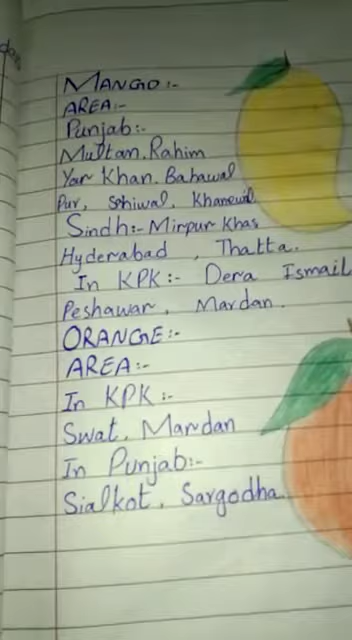 MANGO:-
AREA:-
Punjab:-
Multan. Rahim
Yar Khan. Bahawal
Pur, Sahiwal, Khanewal
Sindh:- Mirpur Khas
Hyderabad , Thatta.
In KPK:- Dera Ismail
Peshawar, Mardan.
ORANGE:-
AREA:-
In KPK:-
Swat, Mardan
In Punjab:-
Sialkot, Sargodha.